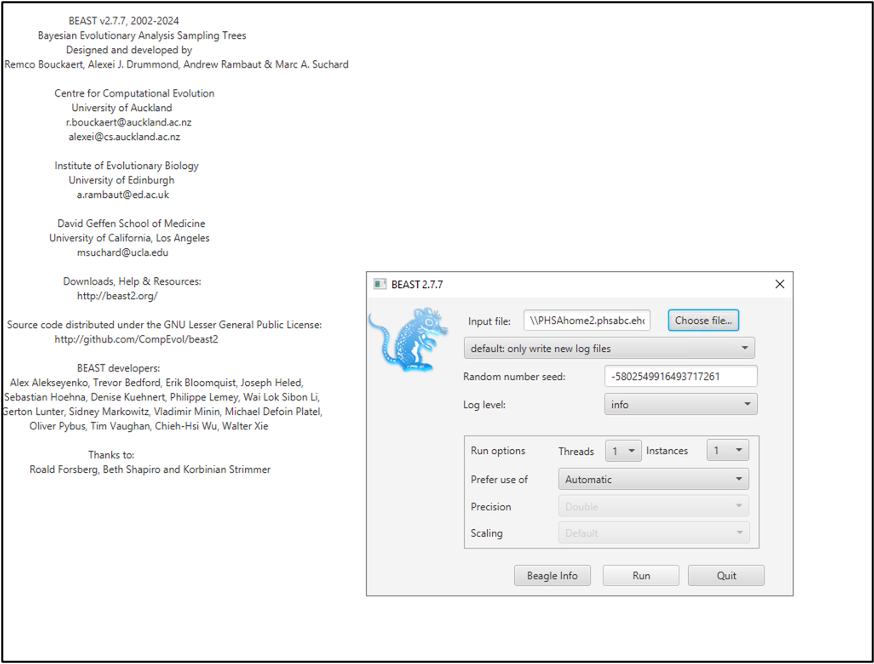 BEAST v2.7.7, 2002-2024
Bayesian Evolutionary Analysis Sampling Trees
Designed and developed by
Remco Bouckaert, Alexei J. Drummond, Andrew Rambaut & Marc A. Suchard
Centre for Computational Evolution
University of Auckland
r.bouckaert@auckland.ac.nz
alexei@cs.auckland.ac.nz
Institute of Evolutionary Biology
University of Edinburgh
a.rambaut@ed.ac.uk
David Geffen School of Medicine
University of California, Los Angeles
msuchard@ucla.edu
Downloads, Help & Resources:
http://beast2.org/
Source code distributed under the GNU Lesser General Public License:
http://github.com/CompEvol/beast2
BEAST developers:
Alex Alekseyenko, Trevor Bedford, Erik Bloomquist, Joseph Heled,
Sebastian Hoehna, Denise Kuehnert, Philippe Lemey, Wai Lok Sibon Li,
Gerton Lunter, Sidney Markowitz, Vladimir Minin, Michael Defoin Platel,
Oliver Pybus, Tim Vaughan, Chieh-Hsi Wu, Walter Xie
Thanks to:
Roald Forsberg, Beth Shapiro and Korbinian Strimmer
BEAST 2.7.7
Input file: \\PHSAhome2.phsabc.ehc Choose file...
default: only write new log files
Random number seed: -5802549916493717261
Log level: info
Run options Threads 1 Instances 1
Prefer use of Automatic
Precision Double
Scaling Default
Beagle Info Run Quit